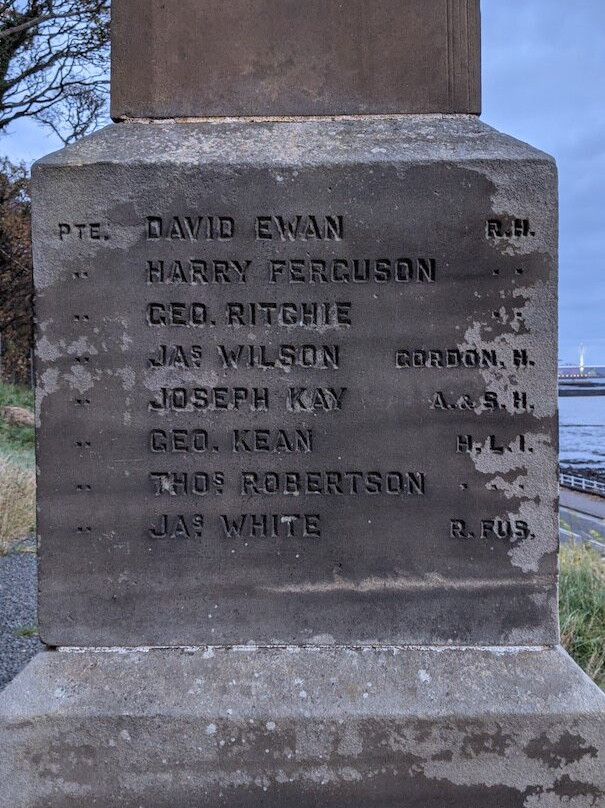 PTE. DAVID EWAN R.H.
" HARRY FERGUSON " "
" GEO. RITCHIE " "
" JAS. WILSON GORDON. H.
" JOSEPH KAY A. & S. H.
" GEO. KEAN H. L. I.
" THOS. ROBERTSON " " "
" JAS. WHITE R. FUS.